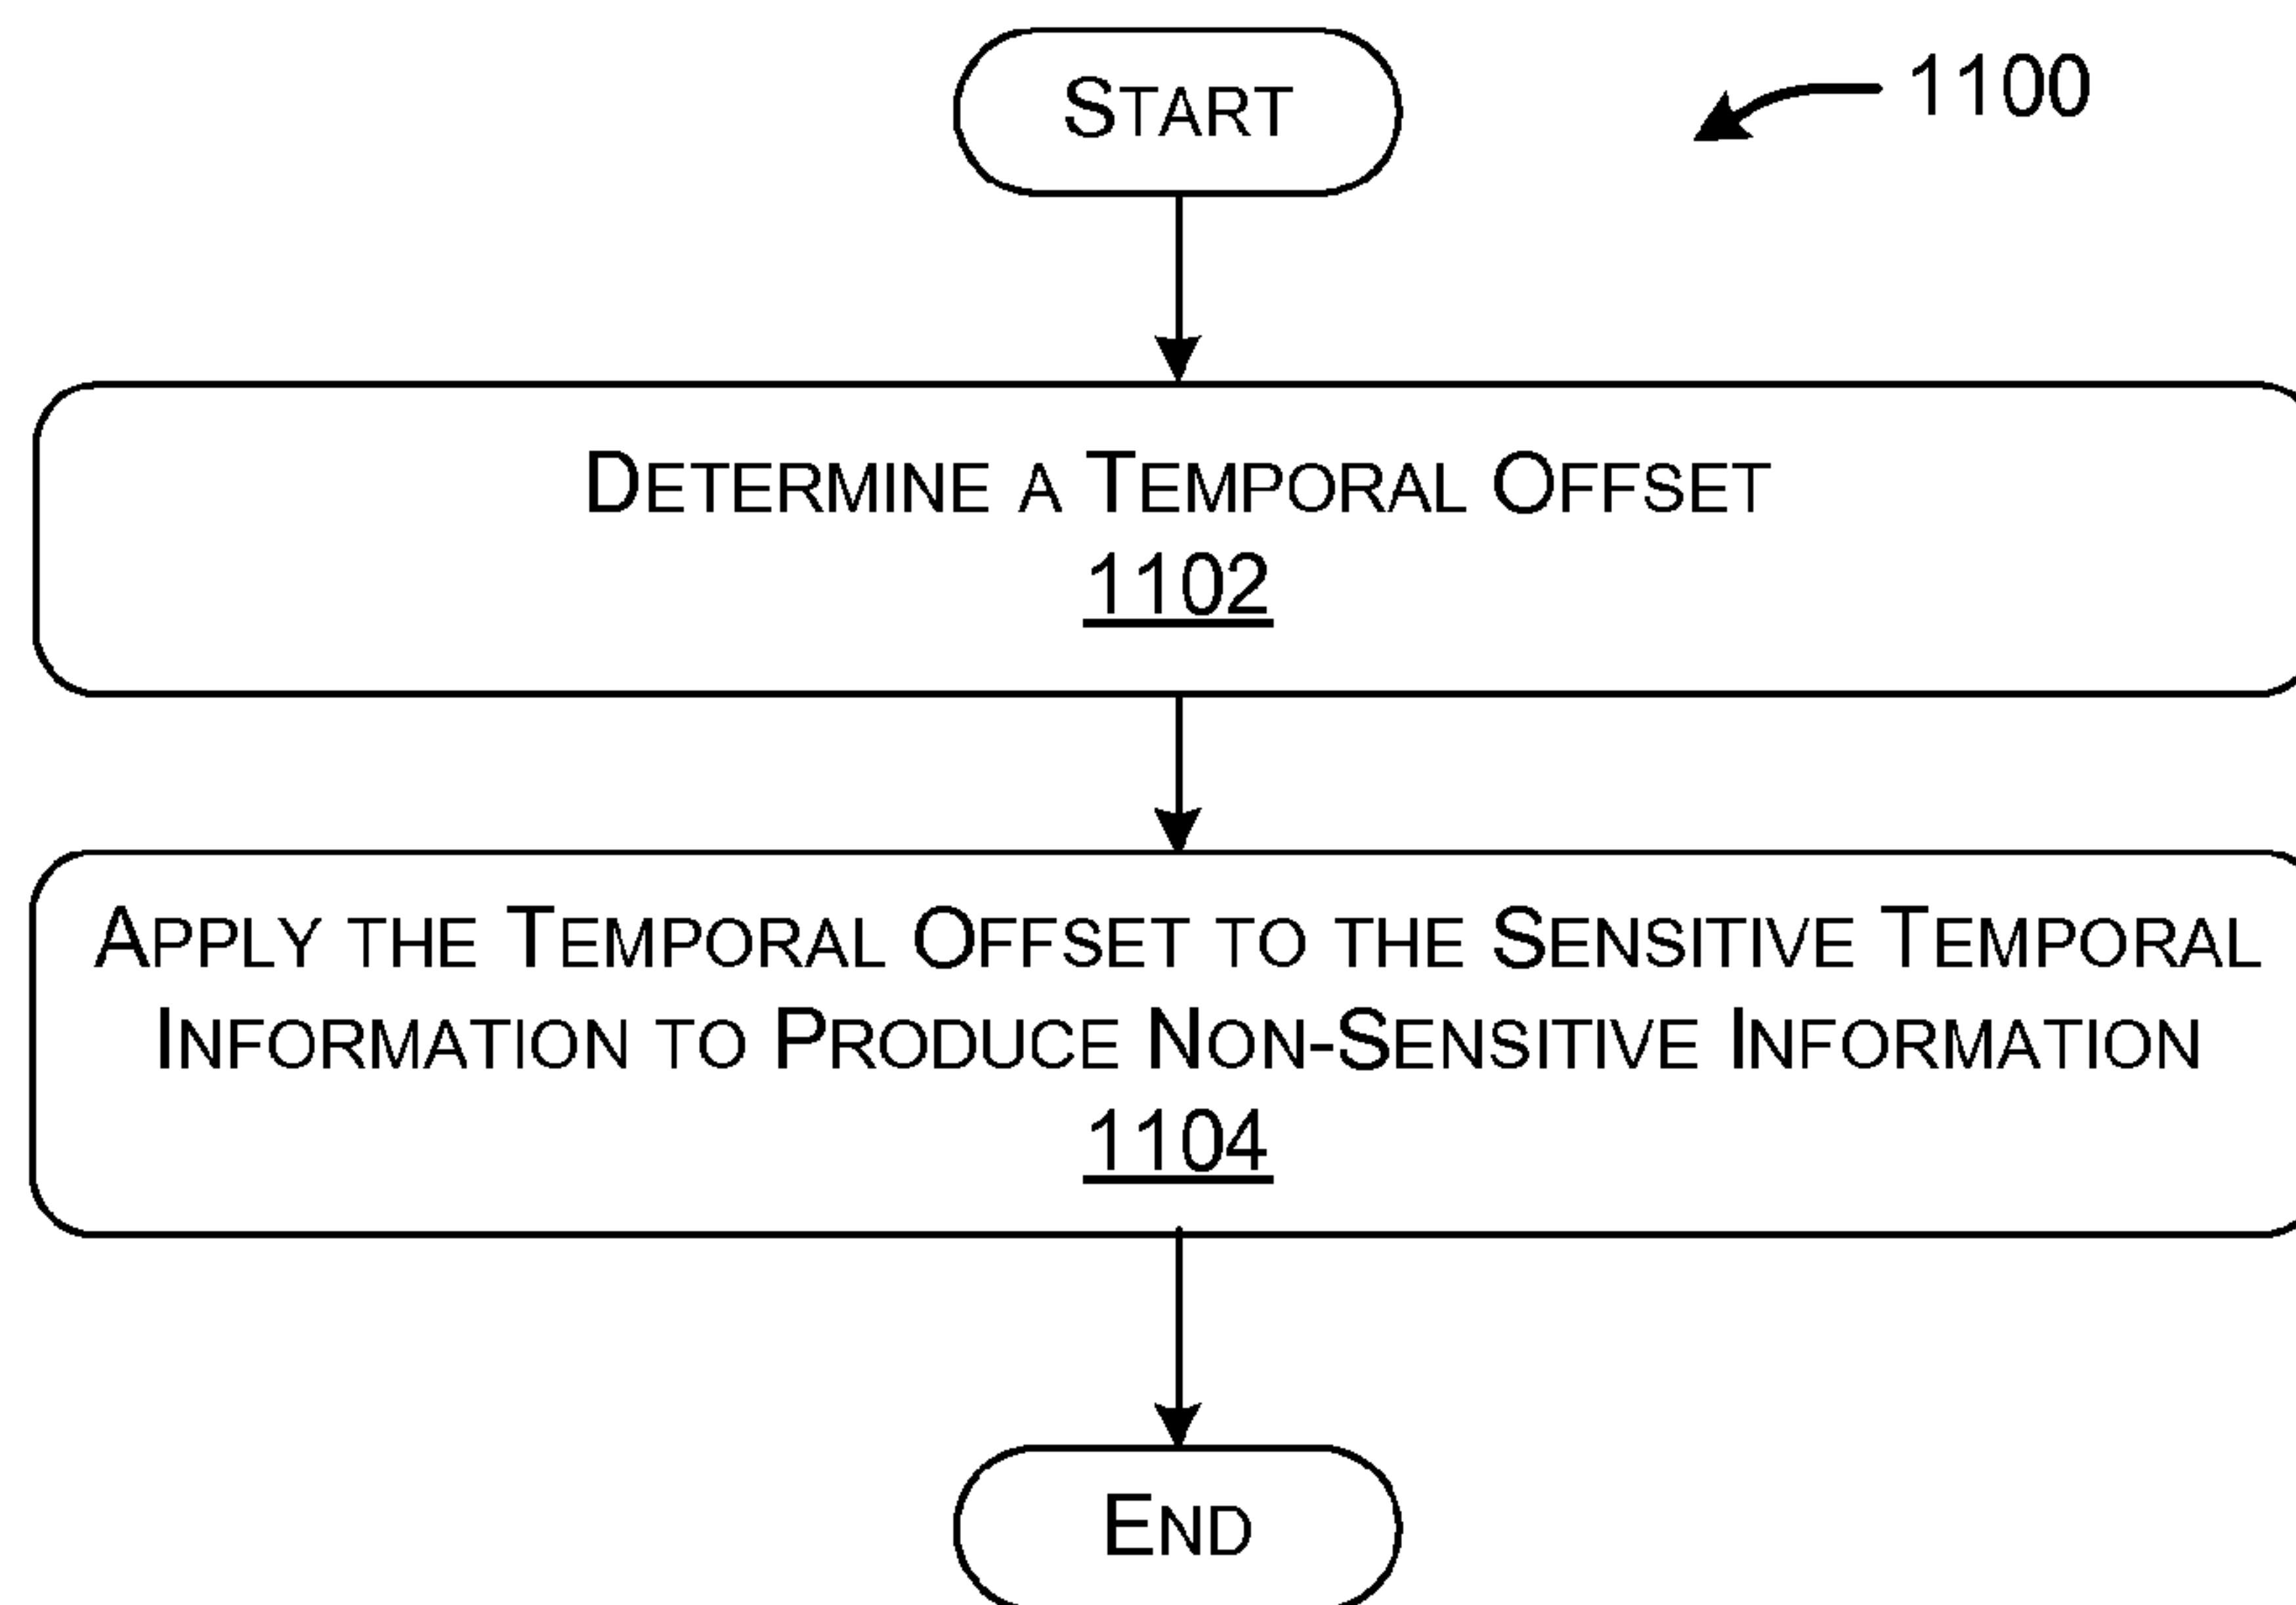 START
1100
DETERMINE A TEMPORAL OFFSET
1102
APPLY THE TEMPORAL OFFSET TO THE SENSITIVE TEMPORAL
INFORMATION TO PRODUCE NON-SENSITIVE INFORMATION
1104
END